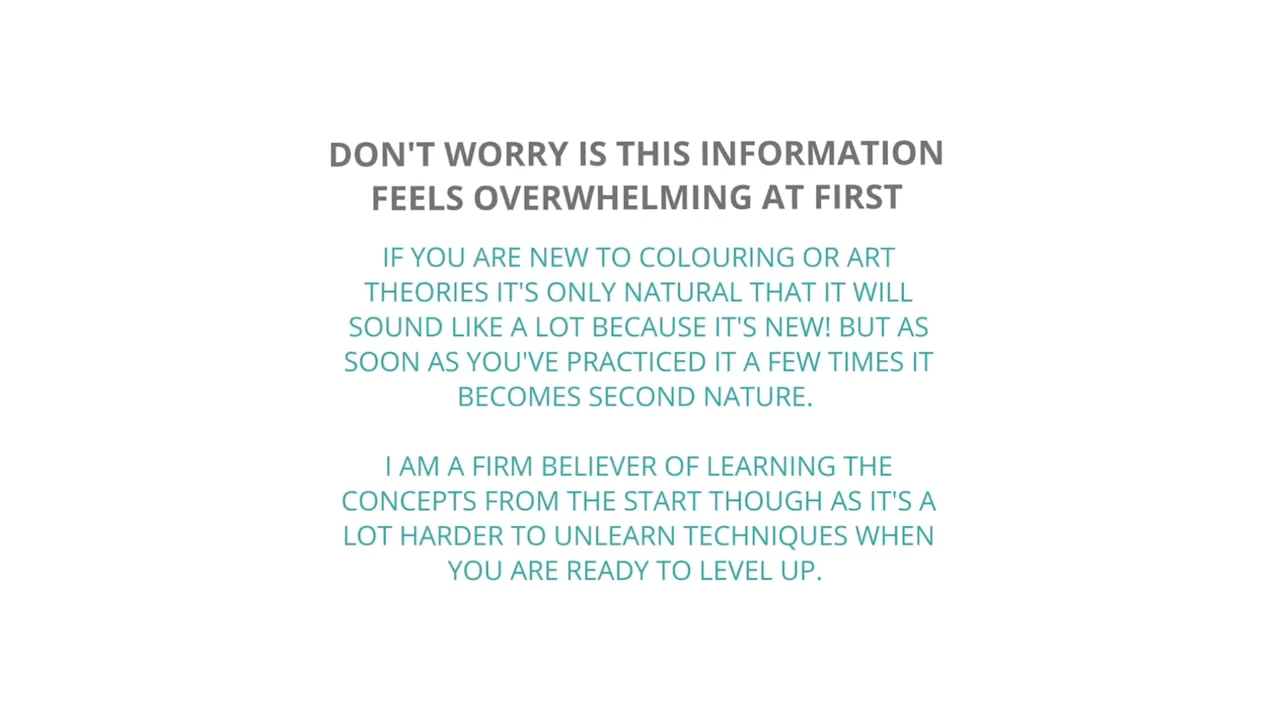 DON'T WORRY IS THIS INFORMATION
FEELS OVERWHELMING AT FIRST
IF YOU ARE NEW TO COLOURING OR ART
THEORIES IT'S ONLY NATURAL THAT IT WILL
SOUND LIKE A LOT BECAUSE IT'S NEW! BUT AS
SOON AS YOU'VE PRACTICED IT A FEW TIMES IT
BECOMES SECOND NATURE.
I AM A FIRM BELIEVER OF LEARNING THE
CONCEPTS FROM THE START THOUGH AS IT'S A
LOT HARDER TO UNLEARN TECHNIQUES WHEN
YOU ARE READY TO LEVEL UP.